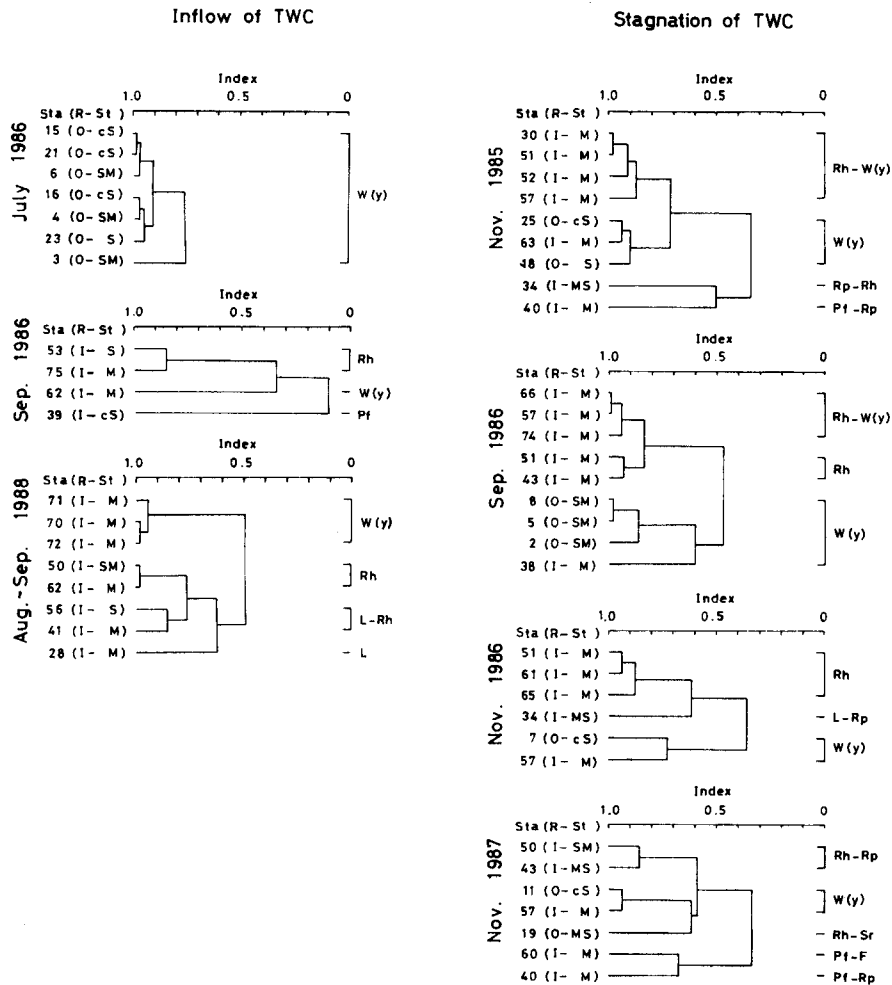 Inflow of TWC
July 1986
Index
1.0 0.5 0
Sta (R-St )
15 (O-cS)
21 (O-cS)
6 (O-SM)
16 (O-cS)
4 (O-SM)
23 (O- S)
3 (O-SM)
W(y)
Sep. 1986
1.0 0.5 0
Sta (R-St )
53 (I- S)
75 (I- M)
62 (I- M)
39 (I-cS)
Rh
W(y)
Pf
Aug.~Sep. 1988
Index
1.0 0.5 0
Sta (R-St )
71 (I- M)
70 (I- M)
72 (I- M)
50 (I-SM)
62 (I- M)
56 (I- S)
41 (I- M)
28 (I- M)
W(y)
Rh
L-Rh
L
Stagnation of TWC
Nov. 1985
Index
1.0 0.5 0
Sta (R-St )
30 (I- M)
51 (I- M)
52 (I- M)
57 (I- M)
25 (O-cS)
63 (I- M)
18 (O- S)
34 (I-MS)
40 (I- M)
Rh-W(y)
W(y)
Rp-Rh
Pf-Rp
Sep. 1986
Index
1.0 0.5 0
Sta (R-St )
66 (I- M)
57 (I- M)
74 (I- M)
51 (I- M)
43 (I- M)
8 (O-SM)
5 (O-SM)
2 (O-SM)
38 (I- M)
Rh-W(y)
Rh
W(y)
Nov. 1986
Index
1.0 0.5 0
Sta (R-St )
51 (I- M)
61 (I- M)
65 (I- M)
34 (I-MS)
7 (O-cS)
57 (I- M)
Rh
L-Rp
W(y)
Nov. 1987
Index
1.0 0.5 0
Sta (R-St )
50 (I-SM)
43 (I-MS)
11 (O-cS)
57 (I- M)
19 (O-MS)
60 (I- M)
40 (I- M)
Rh-Rp
W(y)
Rh-Sr
Pf-F
Pf-Rp